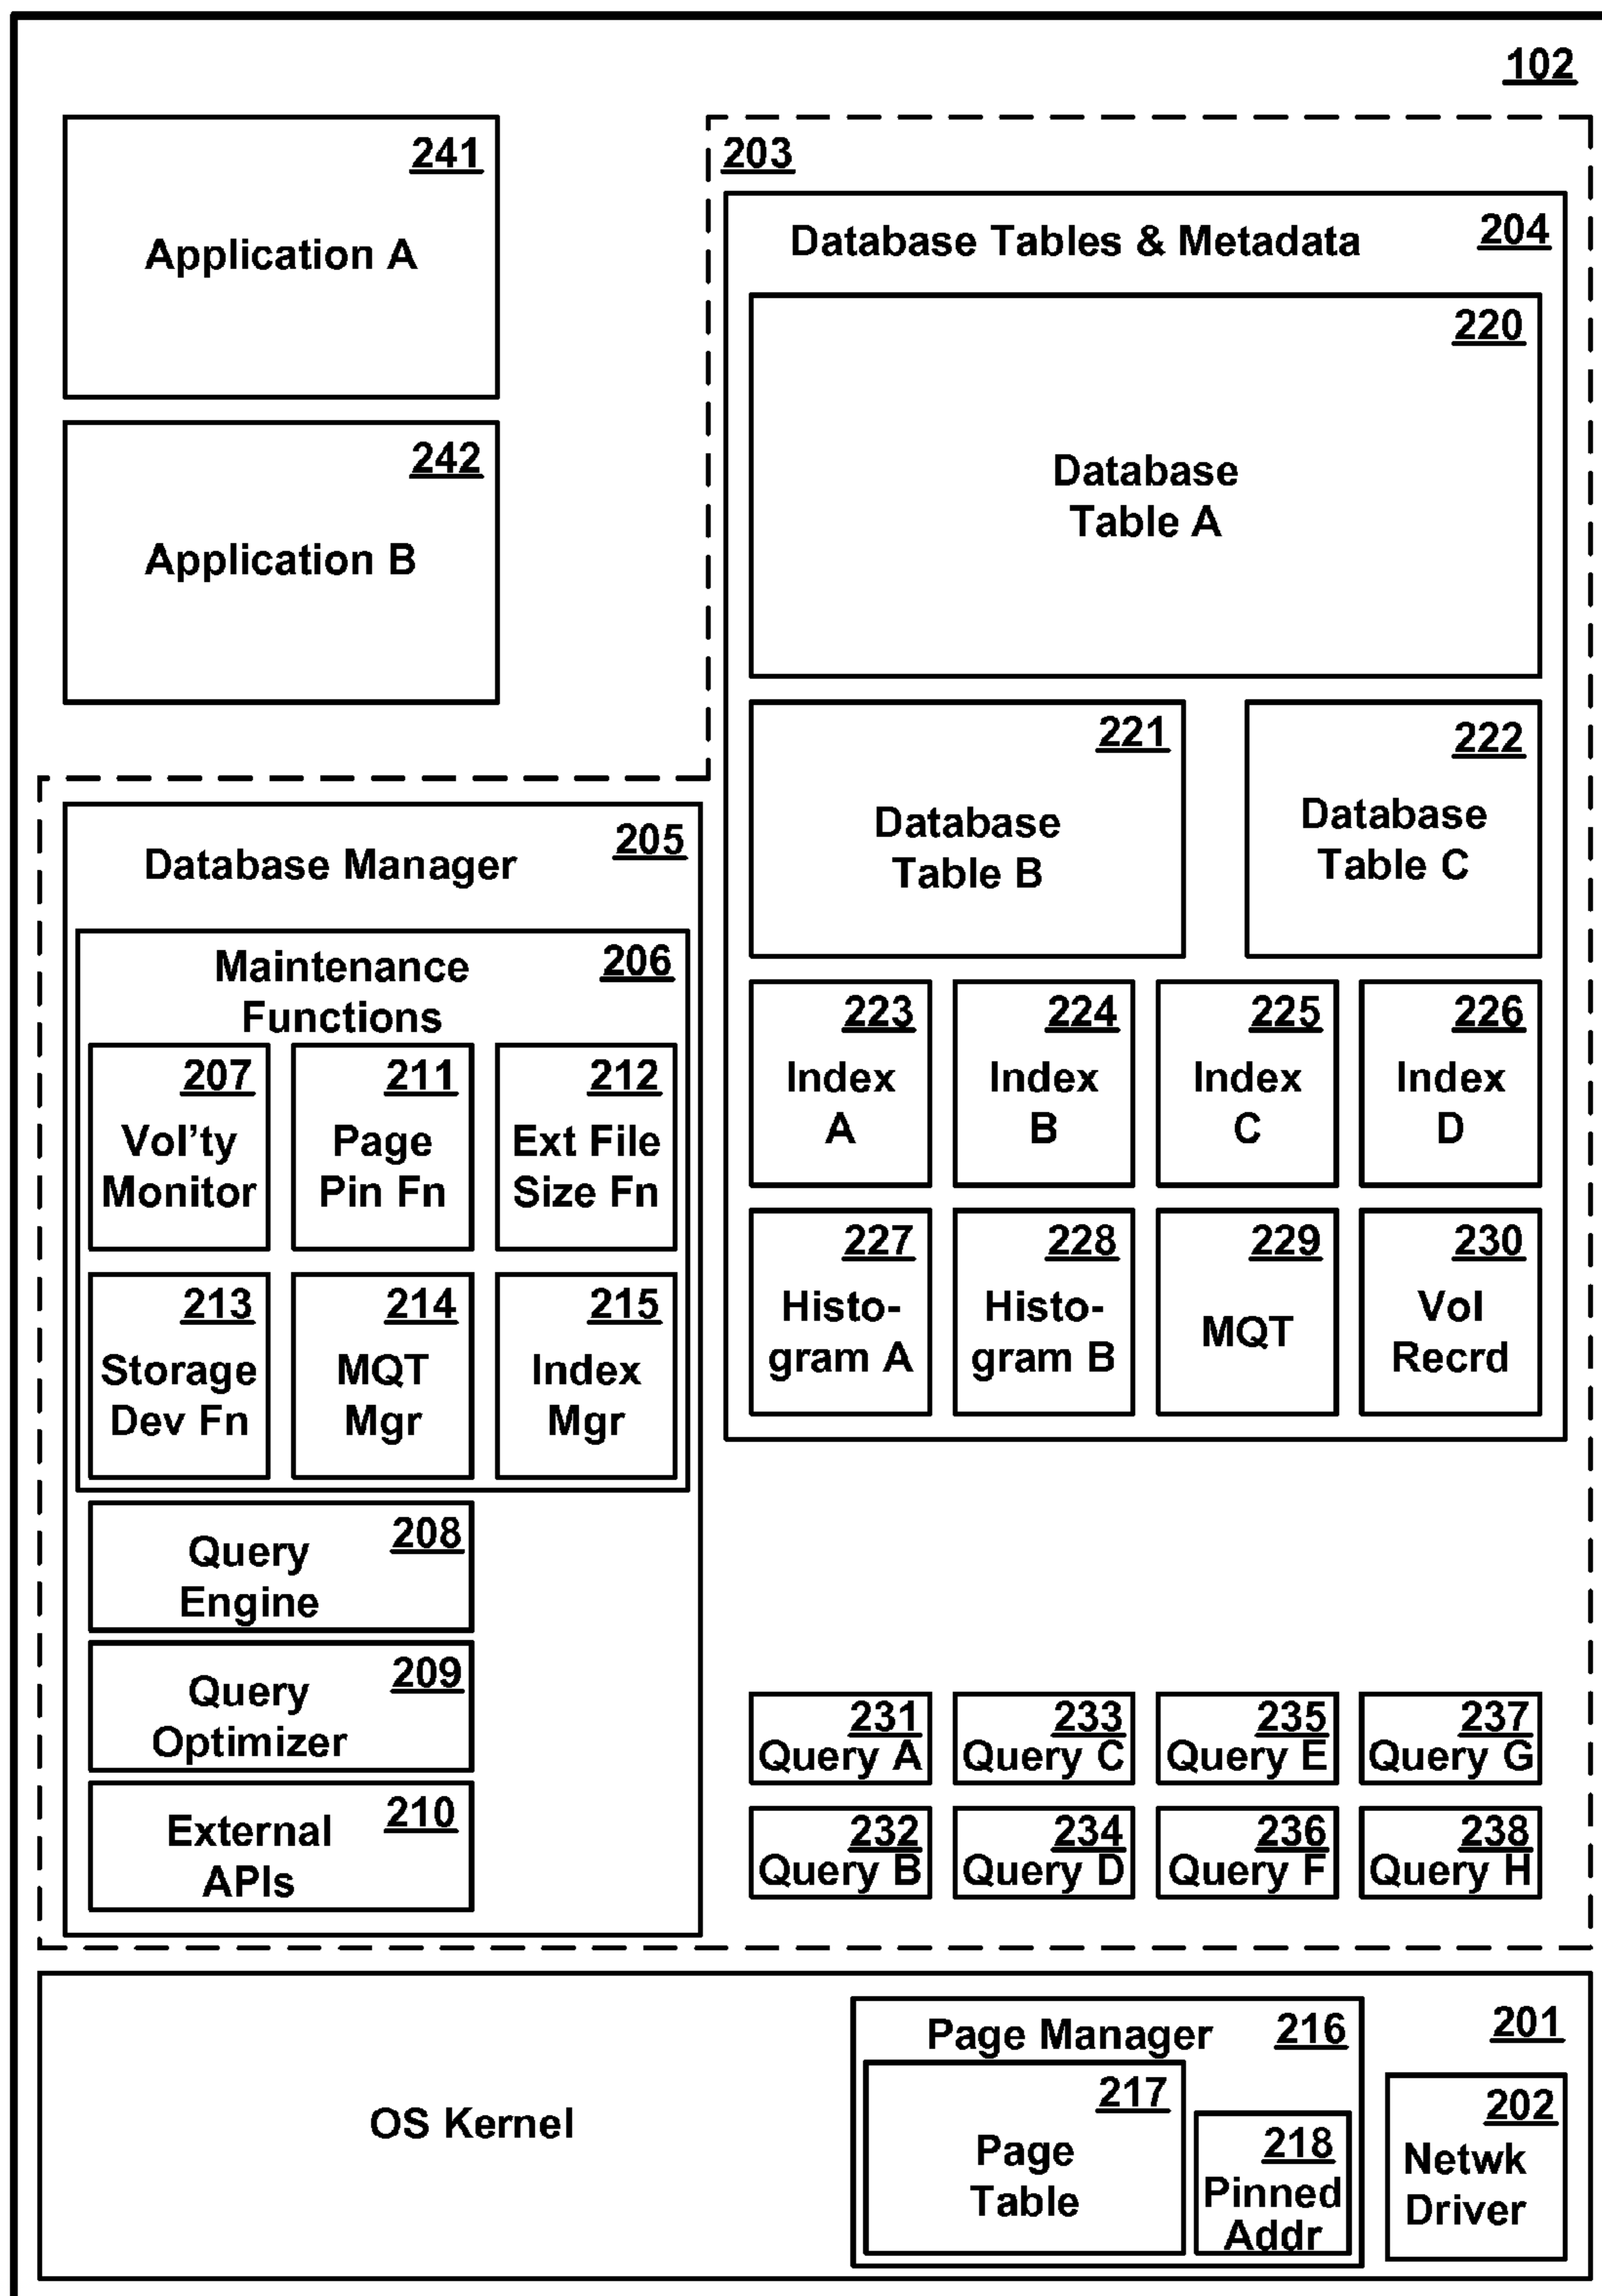 102
241
Application A
242
Application B
203
Database Tables & Metadata 204
220
Database
Table A
221
Database
Table B
222
Database
Table C
223
Index
A
224
Index
B
225
Index
C
226
Index
D
227
Histo-
gram A
228
Histo-
gram B
229
MQT
230
Vol
Recrd
205
Database Manager
Maintenance 206
Functions
207
Vol'ty
Monitor
211
Page
Pin Fn
212
Ext File
Size Fn
213
Storage
Dev Fn
214
MQT
Mgr
215
Index
Mgr
208
Query
Engine
209
Query
Optimizer
210
External
APIs
231
Query A
233
Query C
235
Query E
237
Query G
232
Query B
234
Query D
236
Query F
238
Query H
201
OS Kernel
Page Manager 216
217
Page
Table
218
Pinned
Addr
202
Netwk
Driver